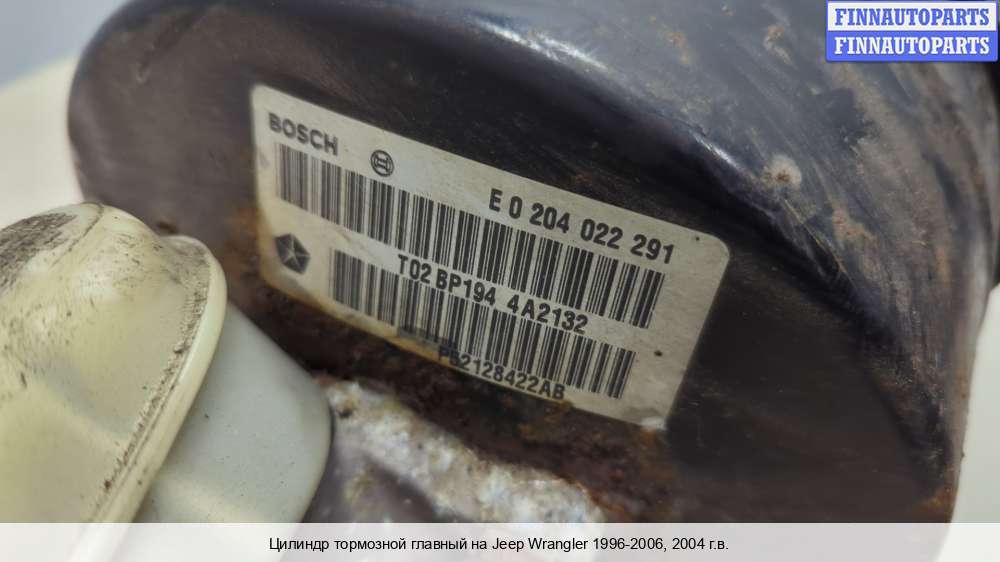 FINNAUTOPARTS
FINNAUTOPARTS
BOSCH
E 0 204 022 291
T02 BP194 4A2132
P52128422AB
Цилиндр тормозной главный на Jeep Wrangler 1996-2006, 2004 г.в.